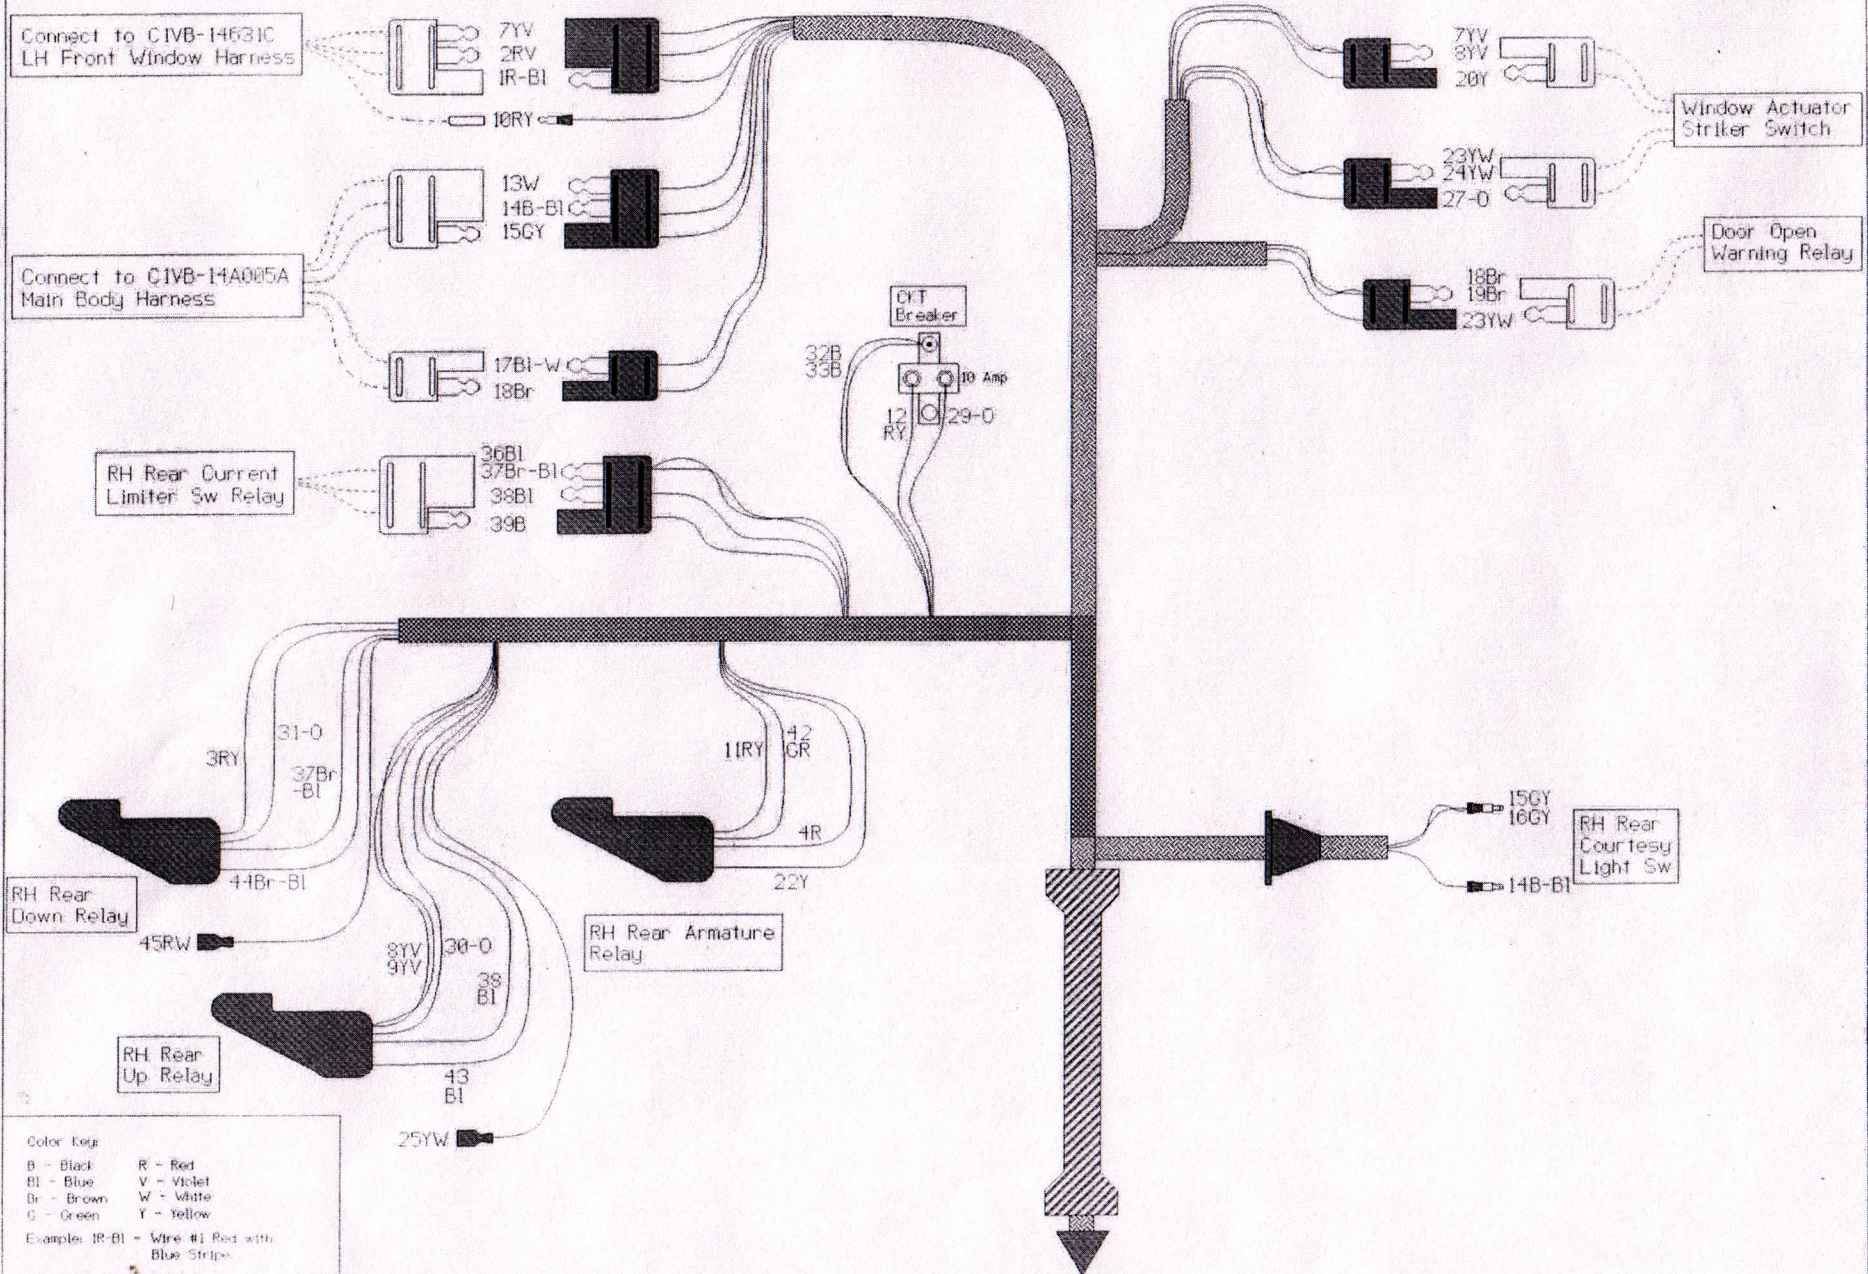 Connect to C1VB-14631C
LH Front Window Harness
7YV
2RV
1R-Bl
10RY
13W
14B-Bl
15GY
Connect to C1VB-14A005A
Main Body Harness
17Bl-W
18Br
RH Rear Current
Limiter Sw Relay
36Bl
37Br-Bl
38Bl
39B
CKT
Breaker
32B
33B
10 Amp
12
RY
29-O
7YV
8YV
20Y
Window Actuator
Striker Switch
23YW
24YW
27-O
Door Open
Warning Relay
18Br
19Br
23YW
3RY
31-O
37Br
-Bl
44Br-Bl
RH Rear
Down Relay
45RW
11RY
42
GR
4R
22Y
RH Rear Armature
Relay
8YV
9YV
30-O
38
Bl
RH Rear
Up Relay
43
Bl
25YW
15GY
16GY
14B-Bl
RH Rear
Courtesy
Light Sw
Color Key:
B - Black R - Red
Bl - Blue V - Violet
Br - Brown W - White
G - Green Y - Yellow
Example: 1R-Bl - Wire #1 Red with
Blue Stripe.